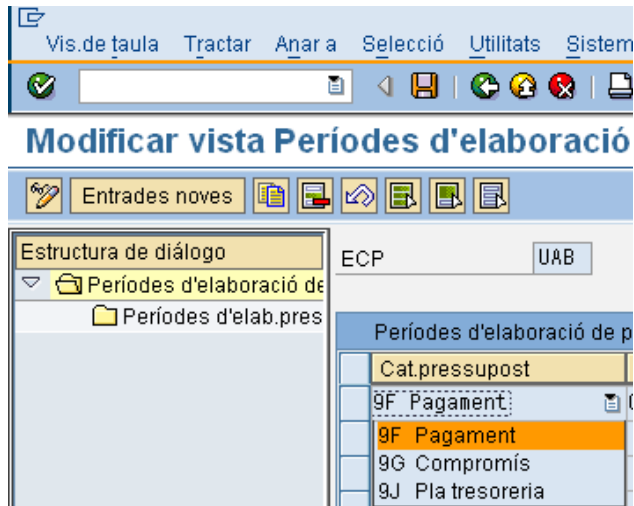 Vis.de taula Tractar Anar a Selecció Utilitats Sistem
Modificar vista Períodes d'elaboració
Entrades noves
Estructura de diálogo
ECP UAB
Períodes d'elaboració de
Períodes d'elab.pres
Períodes d'elaboració de p
Cat.pressupost
9F Pagament
9F Pagament
9G Compromís
9J Pla tresoreria